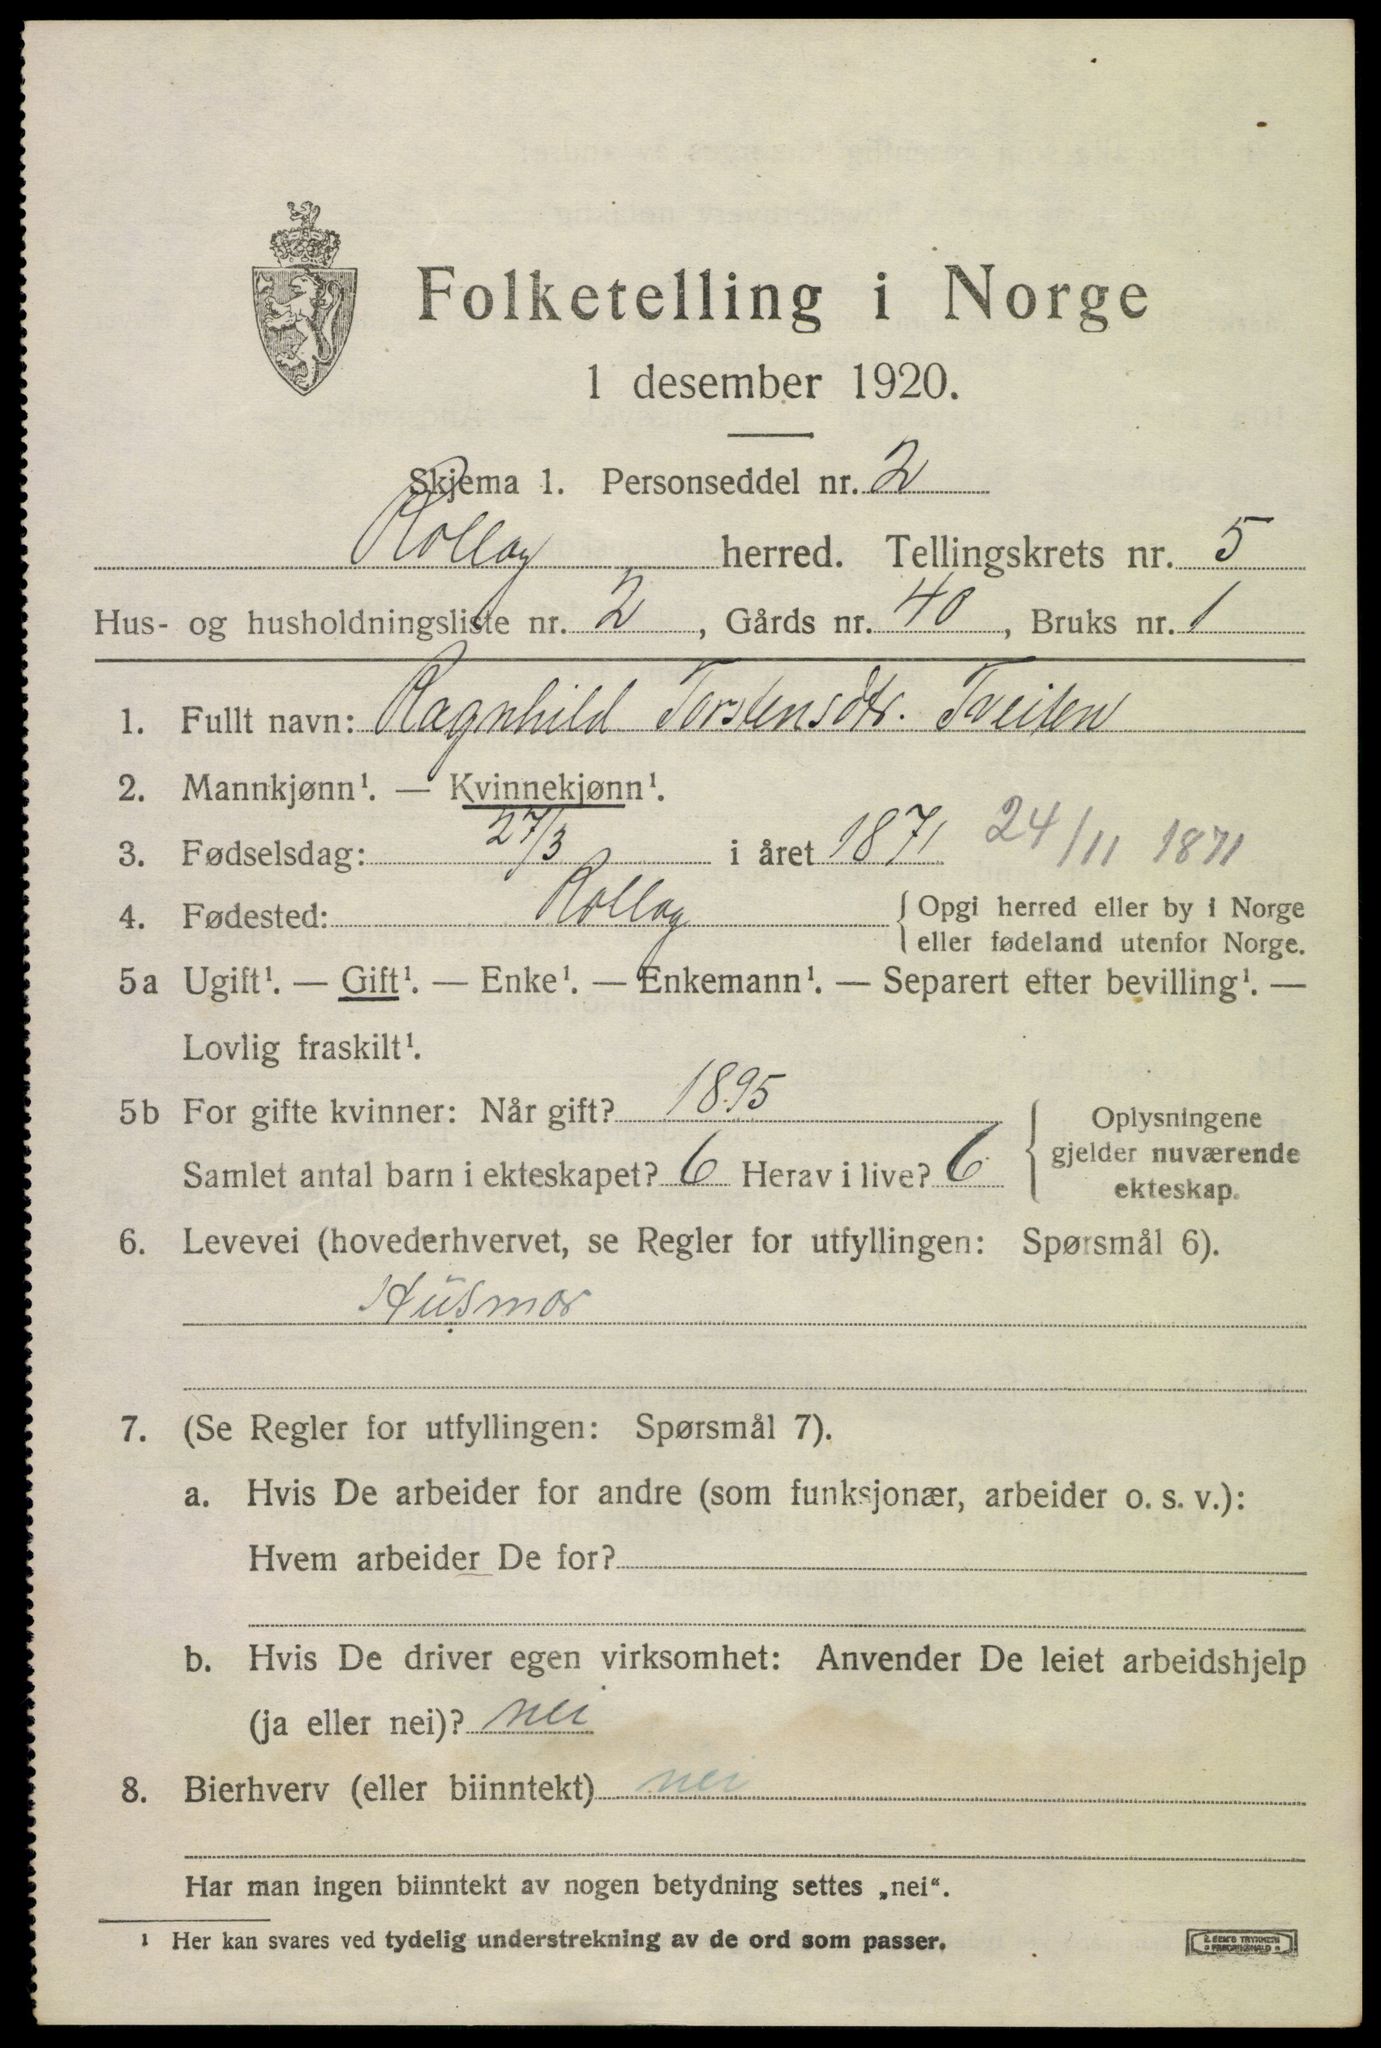 Folketelling i Norge
1 desember 1920.
Skjema 1. Personseddel nr. 2
Rollag herred. Tellingskrets nr. 5
Hus- og husholdningsliste nr. 2, Gårds nr. 40, Bruks nr. 1
1. Fullt navn: Ragnhild Torstensdtr. Tveiten
2. Mannkjønn¹. — Kvinnekjønn¹.
3. Fødselsdag: 27/3 i året 1871 24/11 1871
4. Fødested: Rollag { Opgi herred eller by i Norge
eller fødeland utenfor Norge.
5a Ugift¹. — Gift¹. — Enke¹. — Enkemann¹. — Separert efter bevilling¹. —
Lovlig fraskilt¹.
5b For gifte kvinner: Når gift? 1895
Samlet antal barn i ekteskapet? 6 Herav i live? 6
{ Oplysningene
gjelder nuværende
ekteskap.
6. Levevei (hovederhvervet, se Regler for utfyllingen: Spørsmål 6).
Husmor
7. (Se Regler for utfyllingen: Spørsmål 7).
a. Hvis De arbeider for andre (som funksjonær, arbeider o. s. v.):
Hvem arbeider De for?
b. Hvis De driver egen virksomhet: Anvender De leiet arbeidshjelp
(ja eller nei)? nei
8. Bierhverv (eller biinntekt) nei
Har man ingen biinntekt av nogen betydning settes „nei“.
¹ Her kan svares ved tydelig understrekning av de ord som passer.